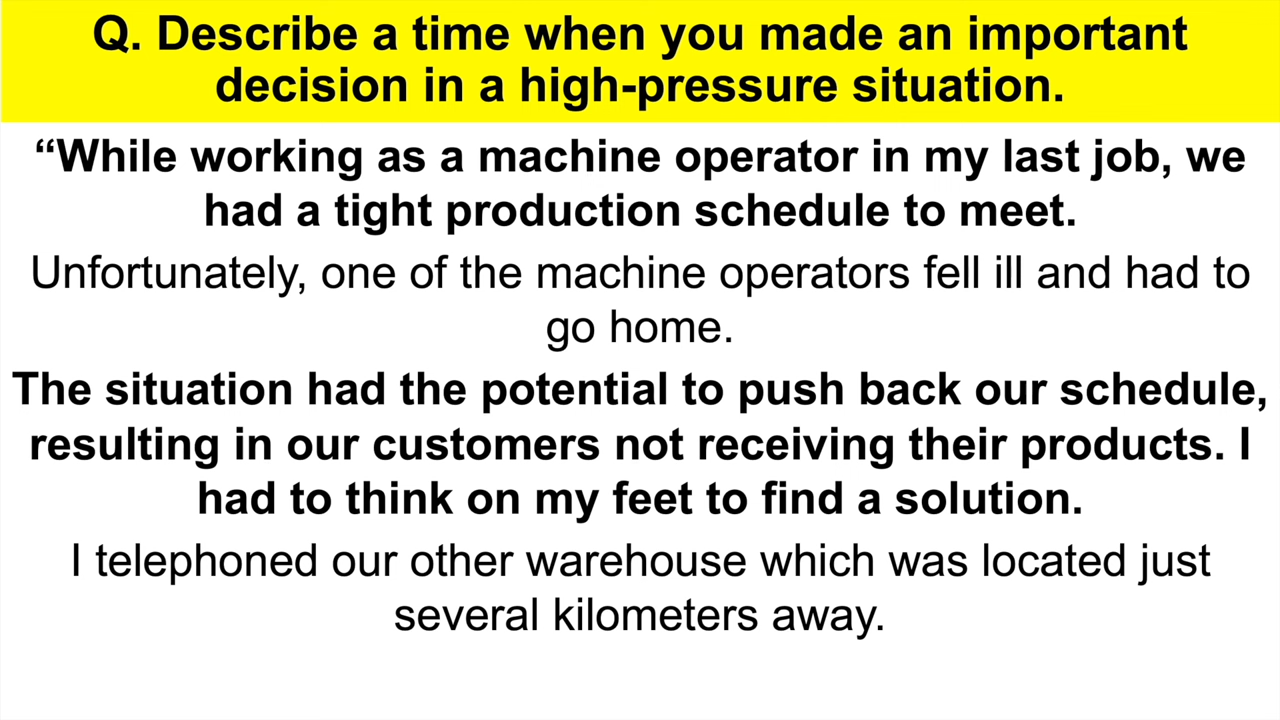 Q. Describe a time when you made an important
decision in a high-pressure situation.
“While working as a machine operator in my last job, we
had a tight production schedule to meet.
Unfortunately, one of the machine operators fell ill and had to
go home.
The situation had the potential to push back our schedule,
resulting in our customers not receiving their products. I
had to think on my feet to find a solution.
I telephoned our other warehouse which was located just
several kilometers away.